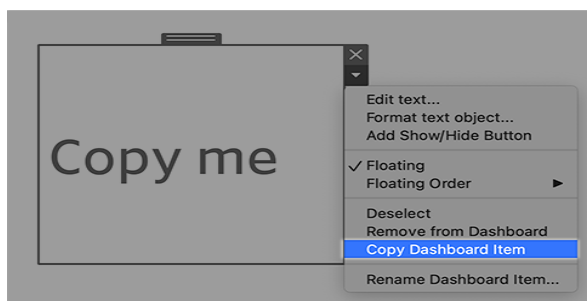 Copy me
Edit text...
Format text object...
Add Show/Hide Button
Floating
Floating Order
Deselect
Remove from Dashboard
Copy Dashboard Item
Rename Dashboard Item...